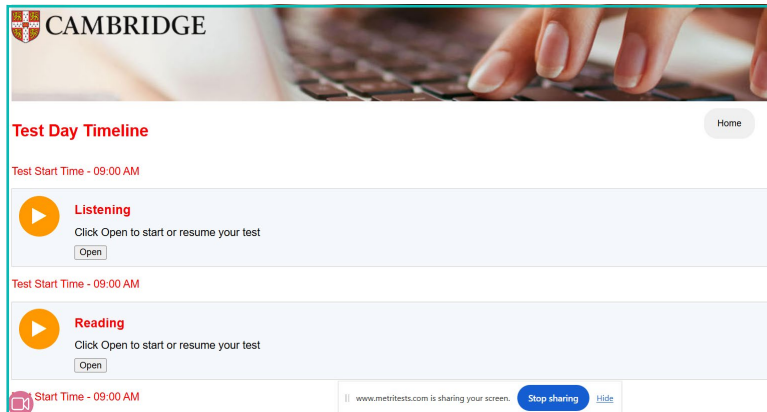 CAMBRIDGE
Test Day Timeline
Home
Test Start Time - 09:00 AM
Listening
Click Open to start or resume your test
Open
Test Start Time - 09:00 AM
Reading
Click Open to start or resume your test
Open
Start Time - 09:00 AM
www.metritests.com is sharing your screen. Stop sharing Hide